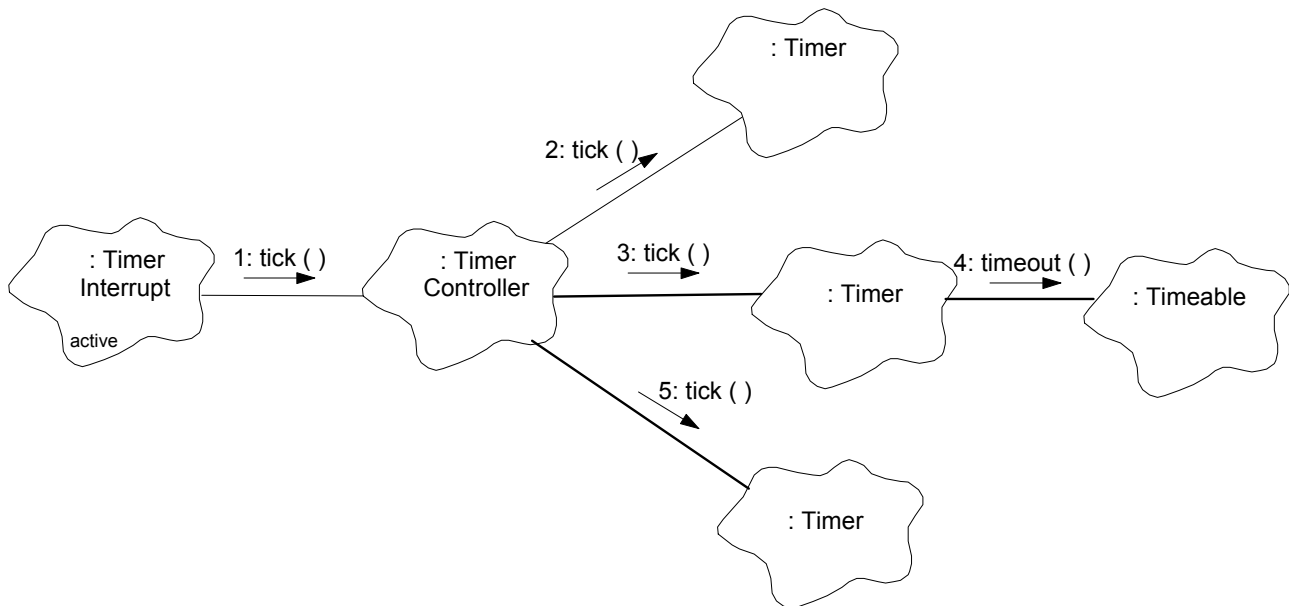 : Timer
2: tick ( )
: Timer
Interrupt
active
1: tick ( )
: Timer
Controller
3: tick ( )
: Timer
4: timeout ( )
: Timeable
5: tick ( )
: Timer